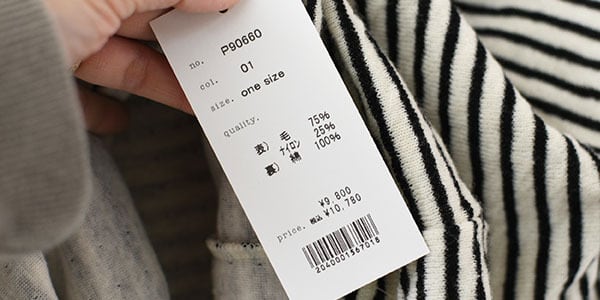 no. P90660
col. 01
size. one size
quality.
表) 毛 75%
ナイロン 25%
裏) 綿 100%
¥9,800
price. 税込 ¥10,780
2040001567018